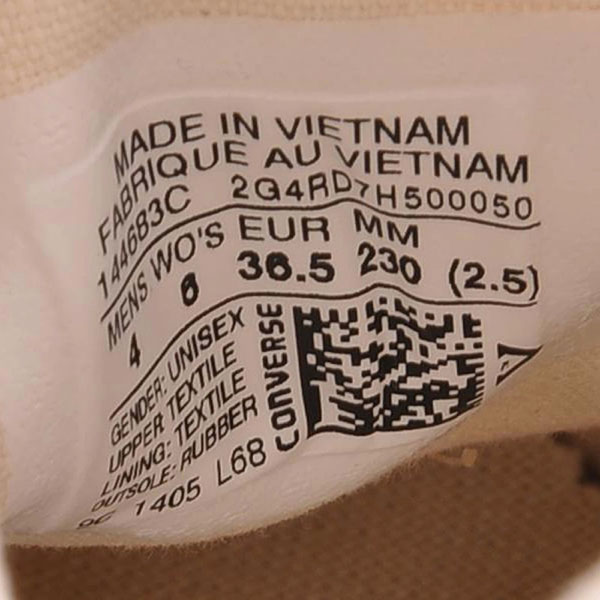 MADE IN VIETNAM
FABRIQUE AU VIETNAM
144683C 2G4RD7H500050
MENS WO'S EUR MM
4 6 36.5 230 (2.5)
GENDER: UNISEX
UPPER: TEXTILE
LINING: TEXTILE
OUTSOLE: RUBBER
1405 L68
CONVERSE